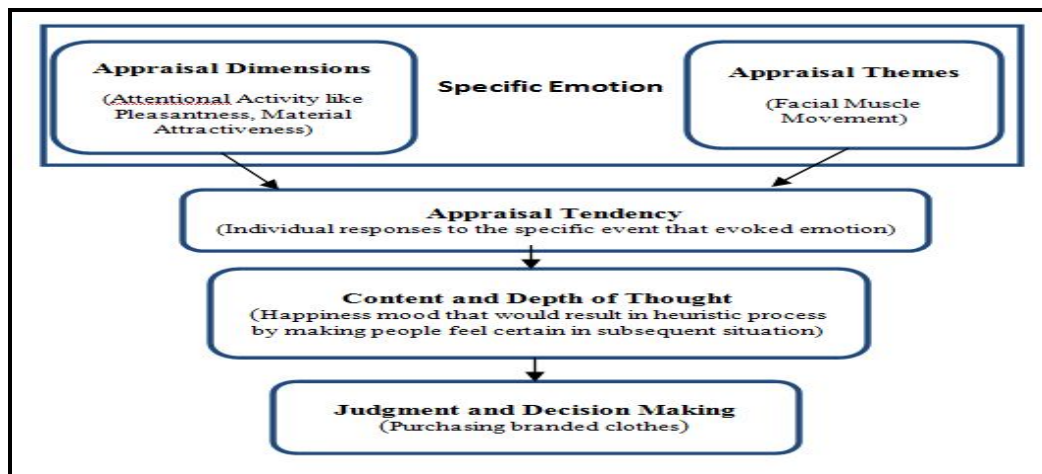 Appraisal Dimensions
(Attentional Activity like
Pleasantness, Material
Attractiveness)
Specific Emotion
Appraisal Themes
(Facial Muscle
Movement)
Appraisal Tendency
(Individual responses to the specific event that evoked emotion)
Content and Depth of Thought
(Happiness mood that would result in heuristic process
by making people feel certain in subsequent situation)
Judgment and Decision Making
(Purchasing branded clothes)